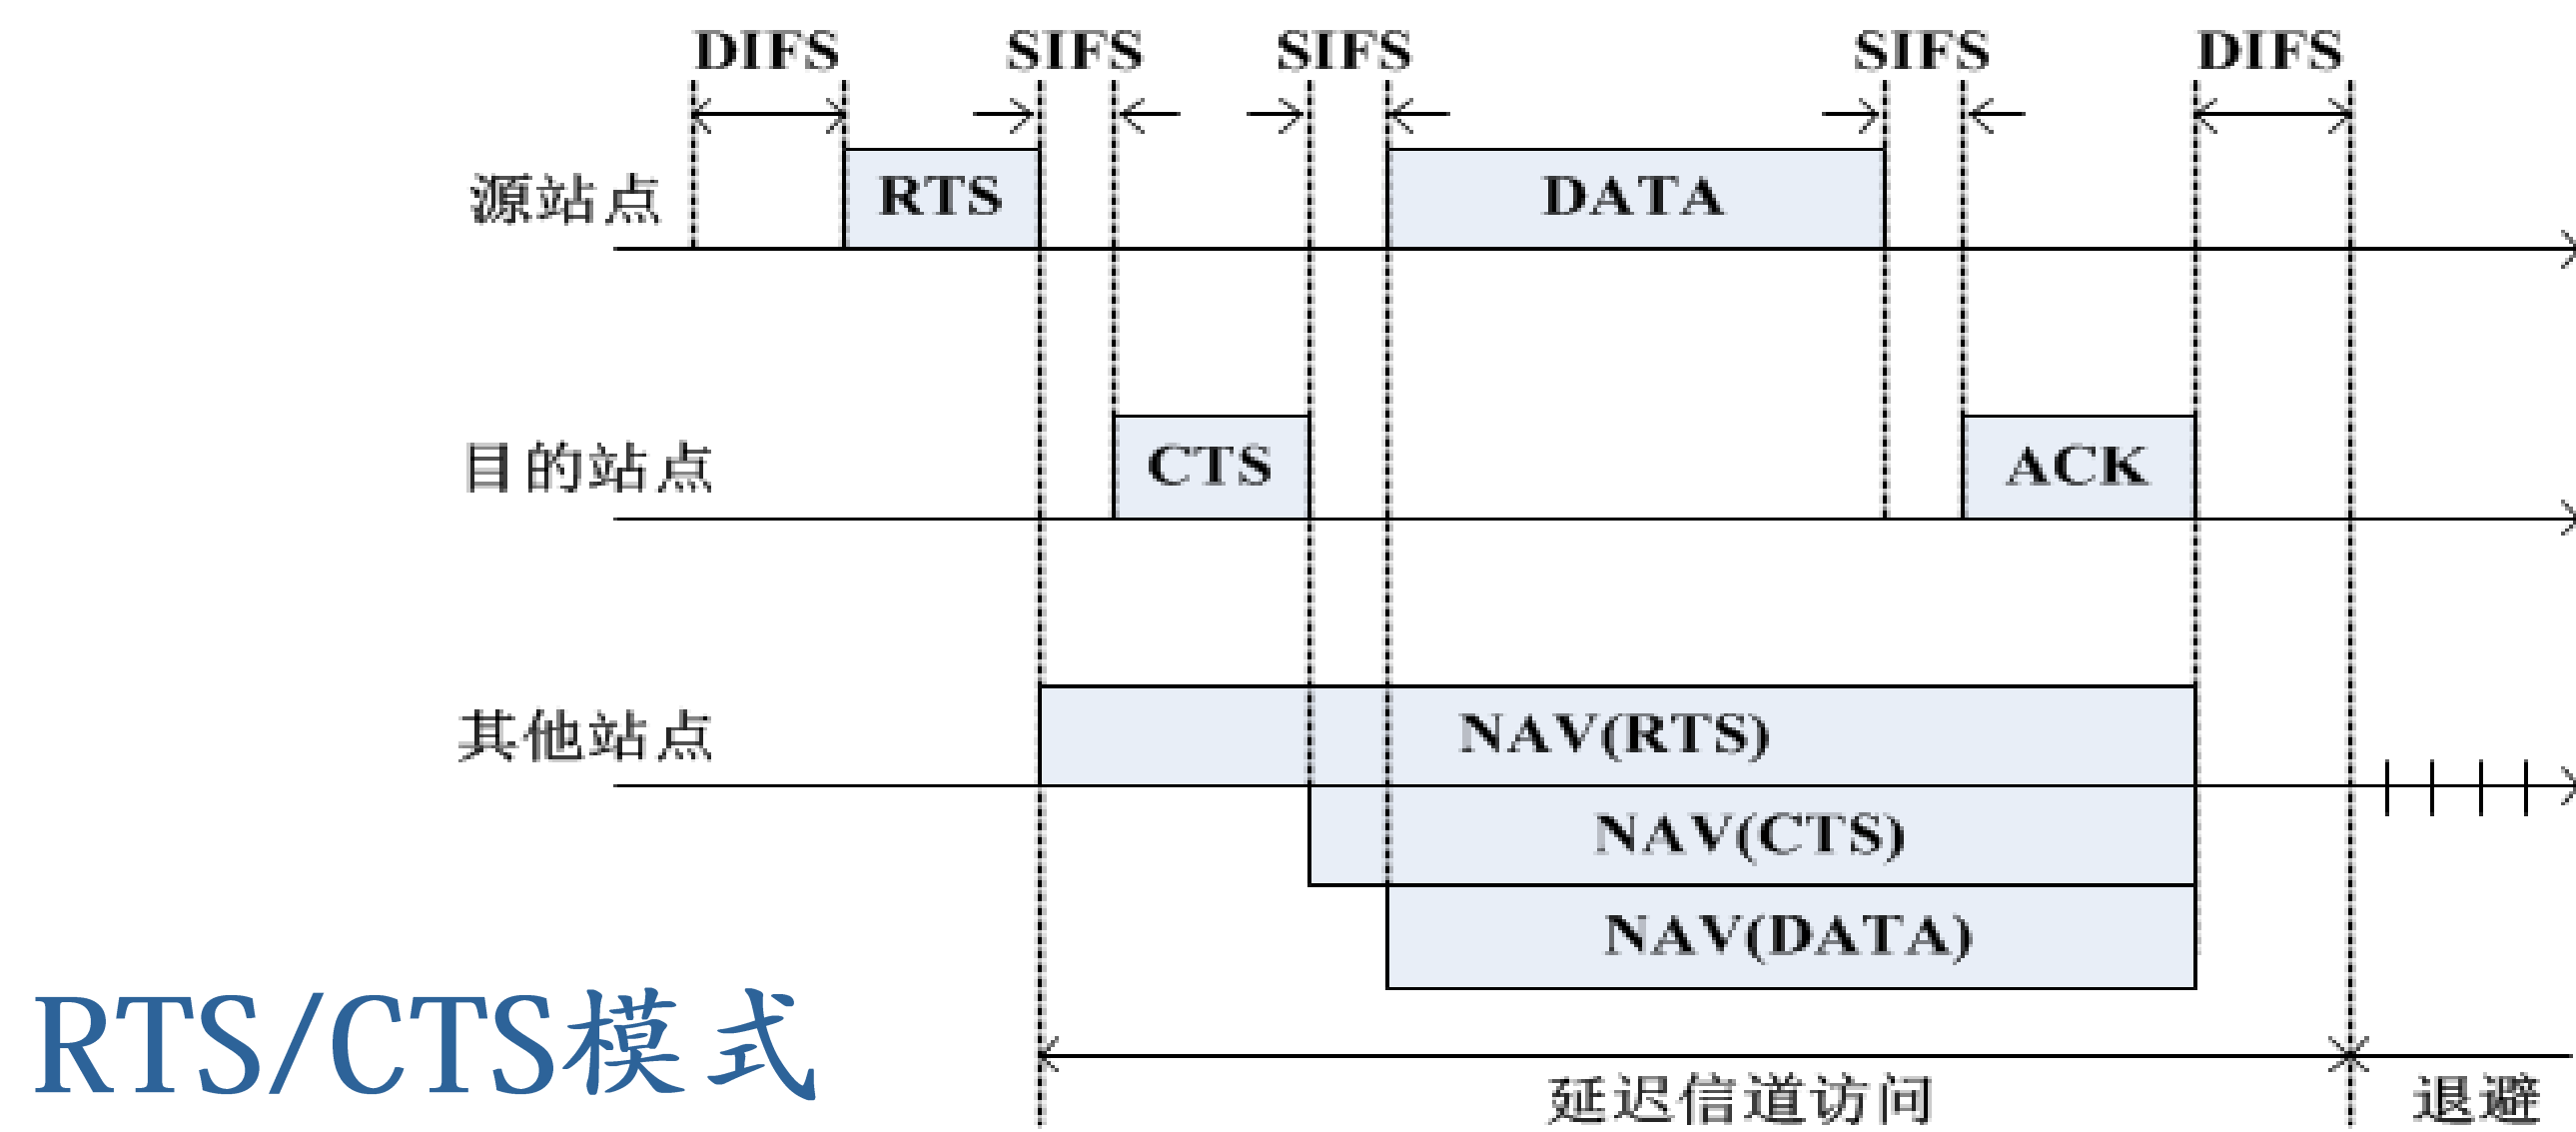 DIFS SIFS SIFS SIFS DIFS
源站点 RTS DATA
目的站点 CTS ACK
其他站点 NAV(RTS)
NAV(CTS)
NAV(DATA)
RTS/CTS模式
延迟信道访问 退避